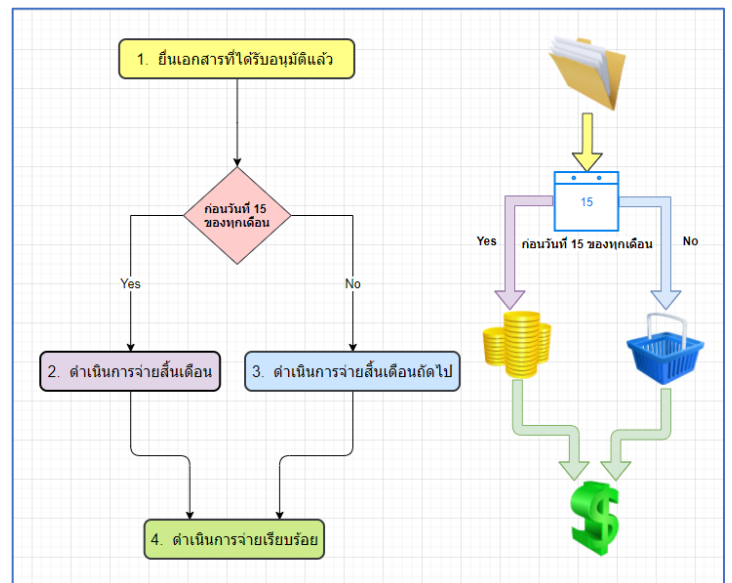 1. ยื่นเอกสารที่ได้รับอนุมัติแล้ว
ก่อนวันที่ 15
ของทุกเดือน
Yes
No
2. ดำเนินการจ่ายสิ้นเดือน
3. ดำเนินการจ่ายสิ้นเดือนถัดไป
4. ดำเนินการจ่ายเรียบร้อย
15
Yes
ก่อนวันที่ 15 ของทุกเดือน
No